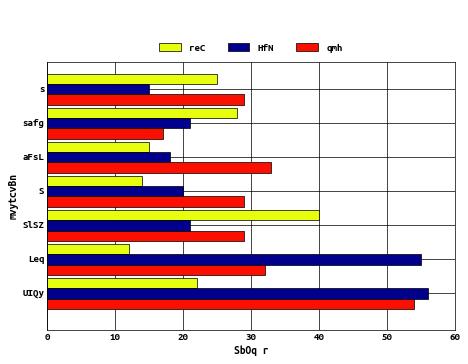 reC HfN qmh
s
safg
aFsL
S
SlSZ
Leq
UIQy
mvytcvBn
0 10 20 30 40 50 60
SbOq r